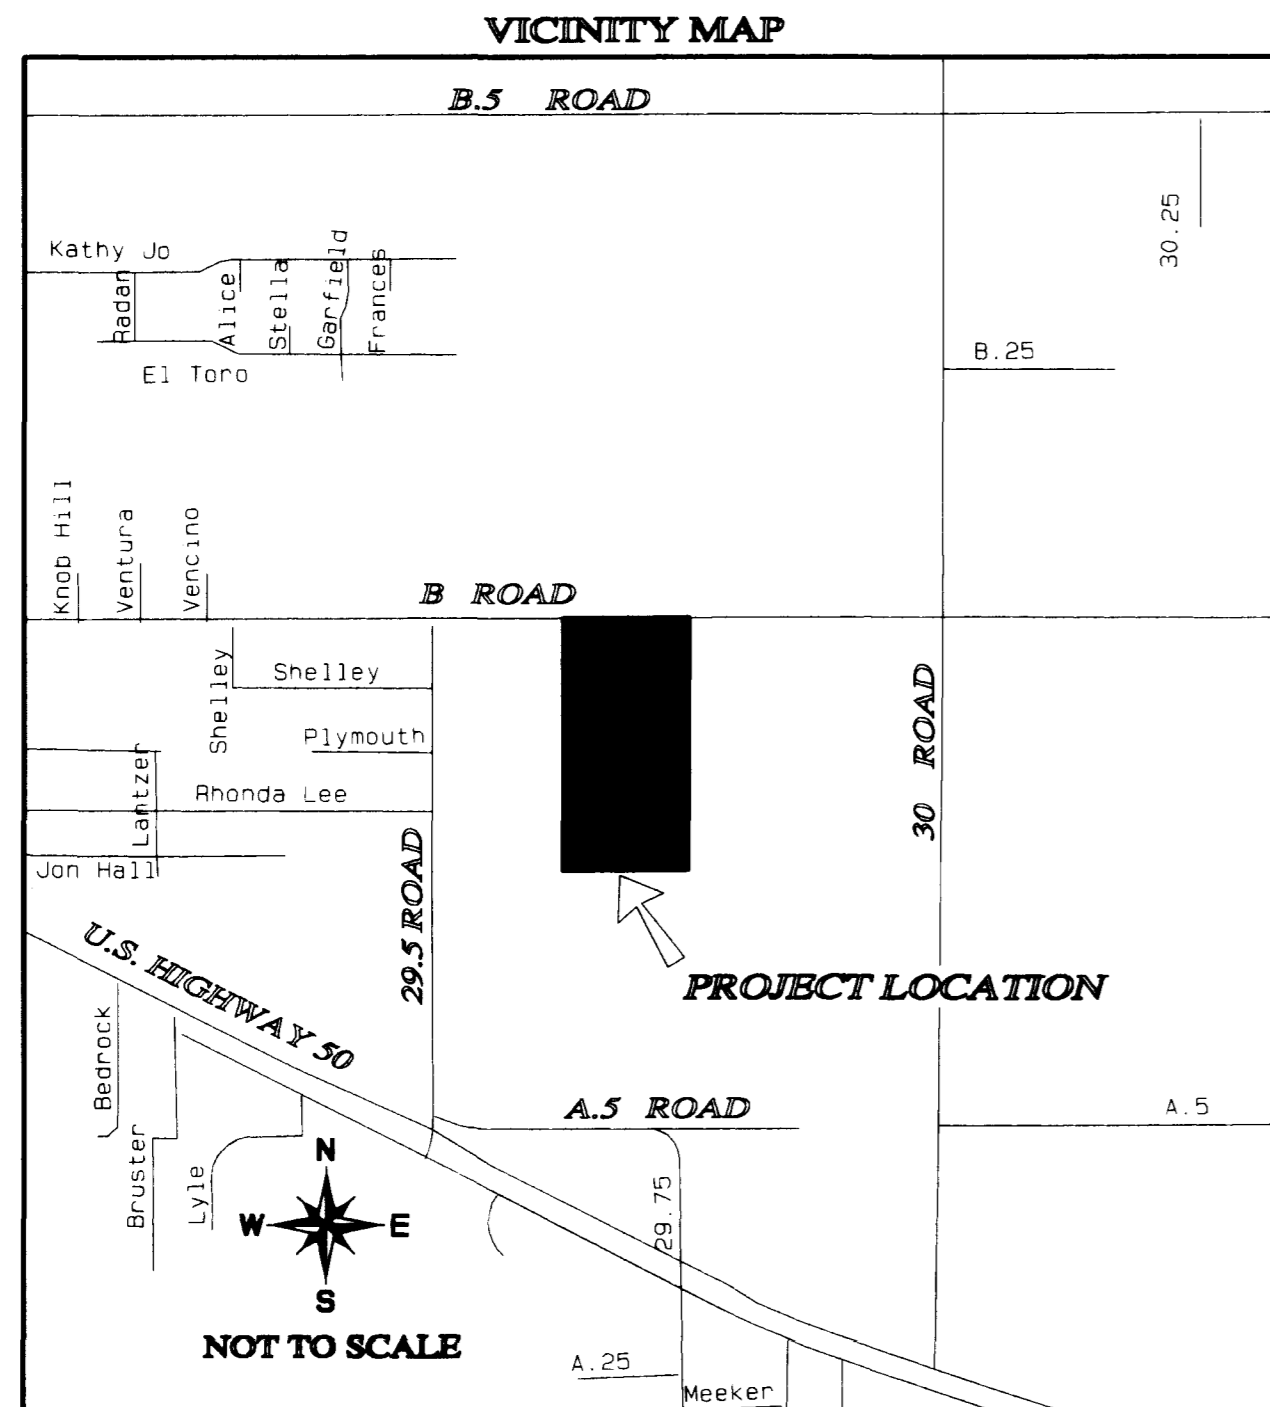 VICINITY MAP
B.5 ROAD
30.25
Kathy Jo
Radan
Alice
Stella
Garfield
Frances
El Toro
B.25
Knob Hill
Ventura
Vencino
B ROAD
Shelley
Shelley
Plymouth
Lantzer
Rhonda Lee
Jon Hall
30 ROAD
29.5 ROAD
U.S. HIGHWAY 50
PROJECT LOCATION
Bedrock
A.5 ROAD
A.5
Bruster
Lyle
N
W
E
S
29.75
NOT TO SCALE
A.25
Meeker